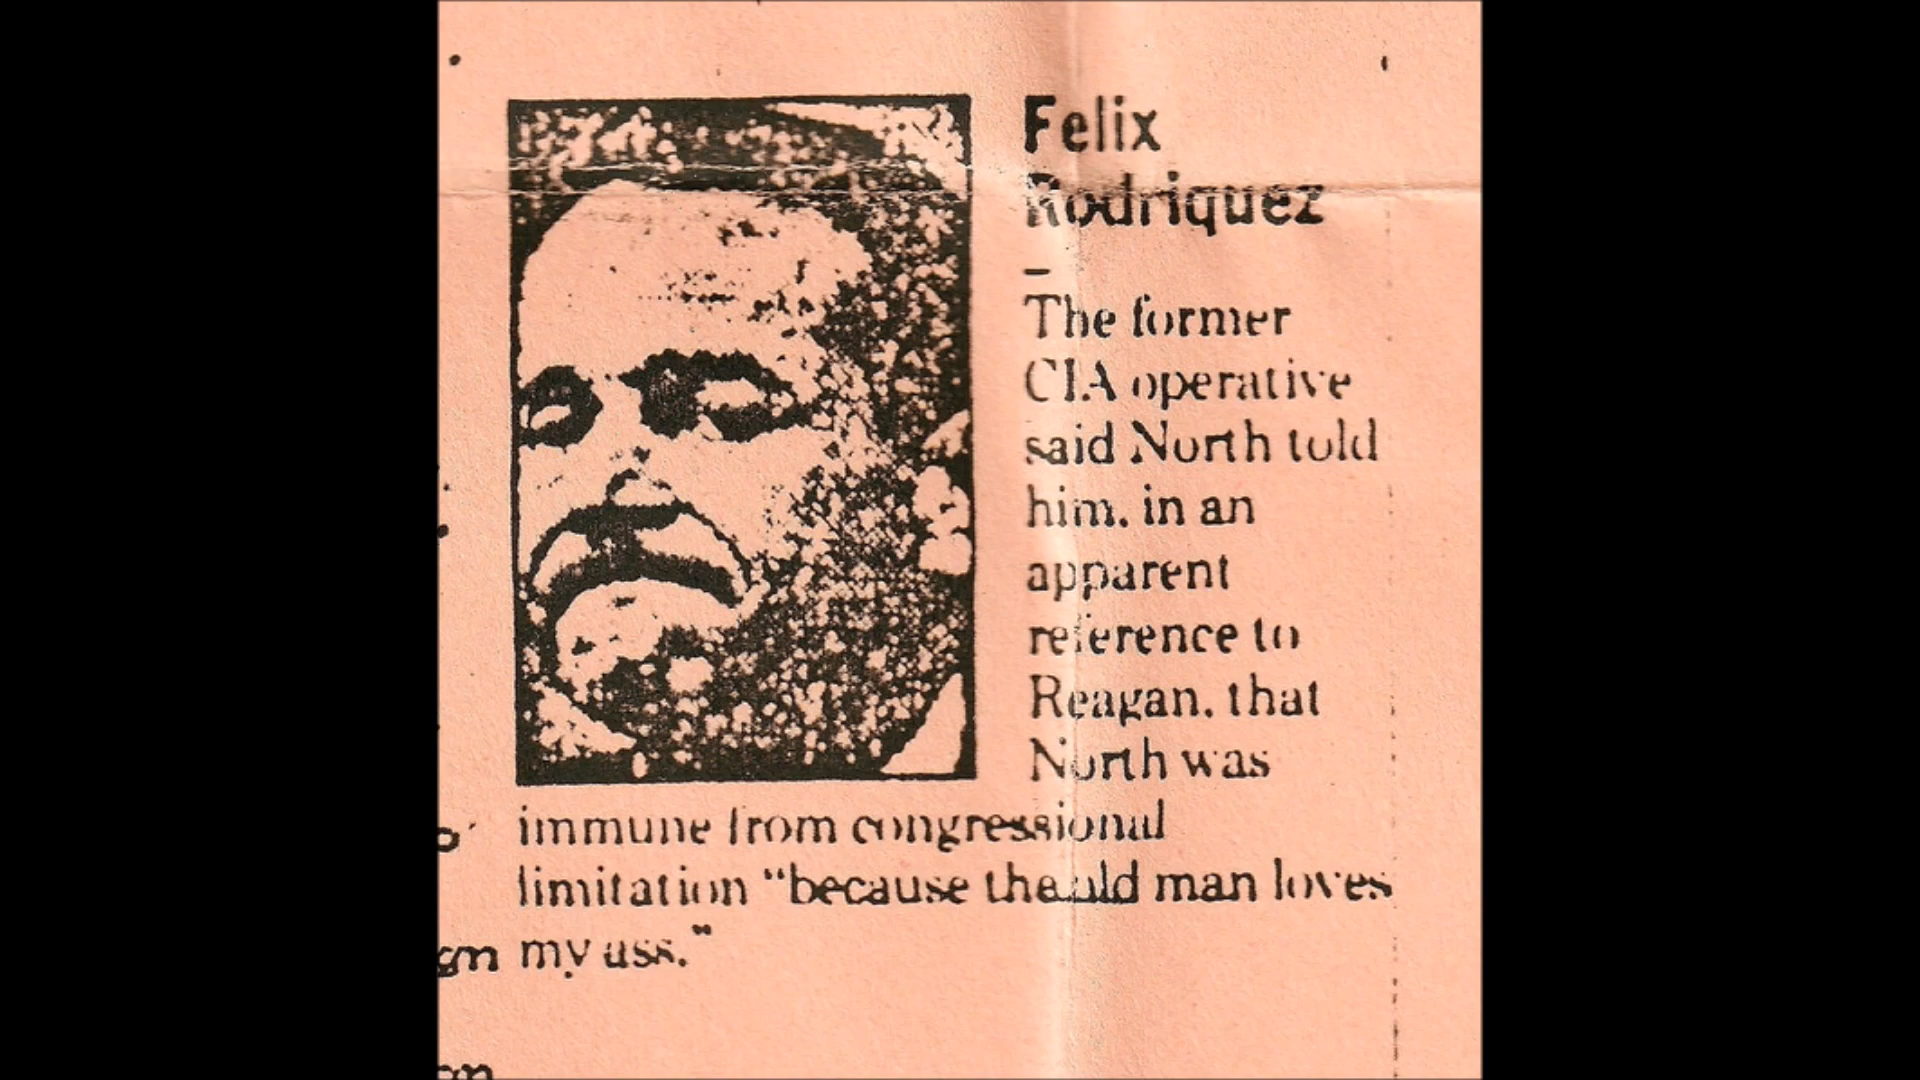 Felix
Rodriquez
–
The former
CIA operative
said North told
him, in an
apparent
reference to
Reagan, that
North was
immune from congressional
limitation "because the old man loves
my ass."